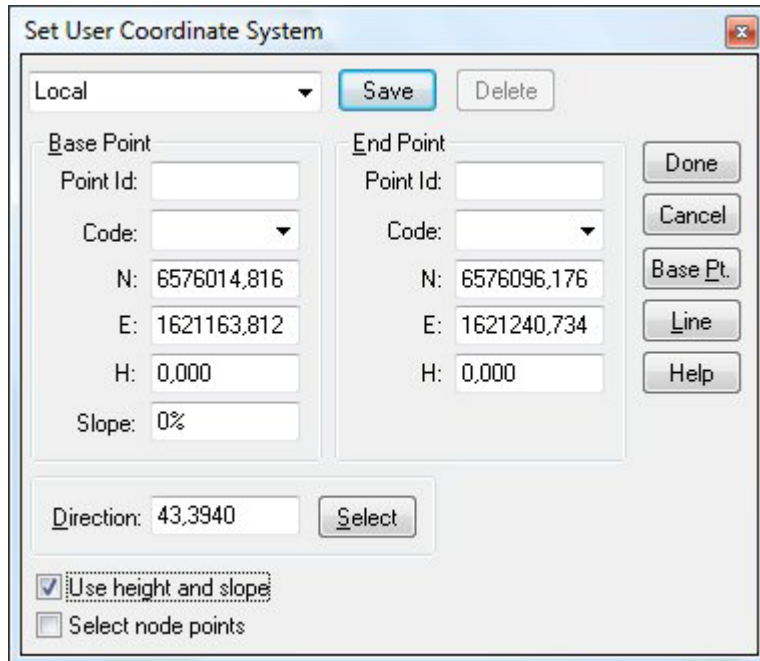 Set User Coordinate System
Local Save Delete
Base Point End Point
Point Id: Point Id: Done
Code: Code: Cancel
N: 6576014,816 N: 6576096,176 Base Pt.
E: 1621163,812 E: 1621240,734 Line
H: 0,000 H: 0,000 Help
Slope: 0%
Direction: 43,3940 Select
Use height and slope
Select node points